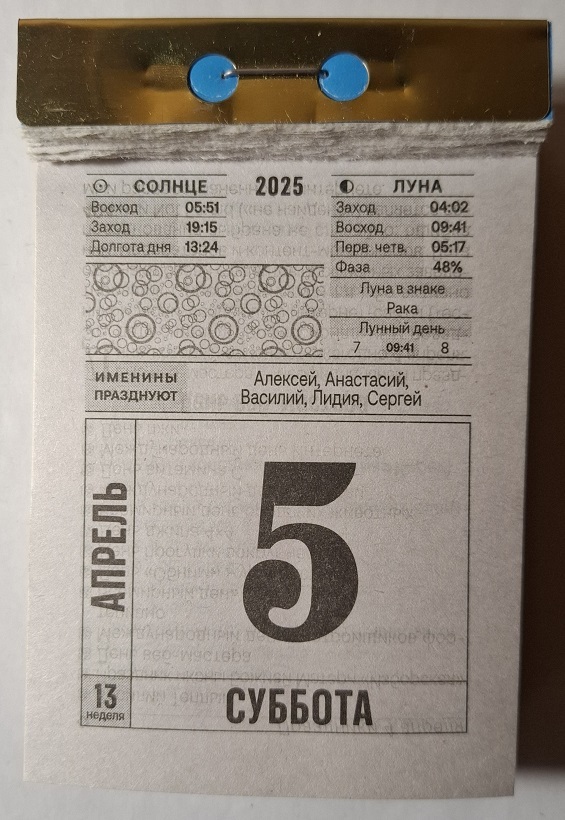 СОЛНЦЕ
Восход 05:51
Заход 19:15
Долгота дня 13:24
2025
ЛУНА
Заход 04:02
Восход 09:41
Перв. четв. 05:17
Фаза 48%
Луна в знаке
Рака
Лунный день
7 09:41 8
ИМЕНИНЫ
ПРАЗДНУЮТ
Алексей, Анастасий,
Василий, Лидия, Сергей
АПРЕЛЬ
5
13
неделя
СУББОТА